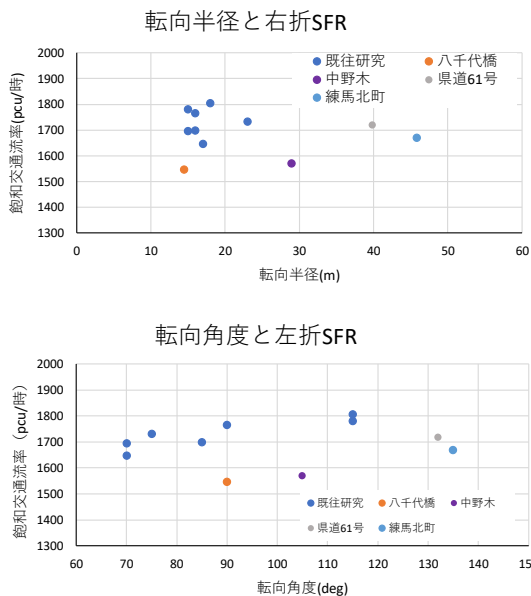 転向半径と右折SFR
2000
1900
1800
1700
1600
1500
1400
1300
飽和交通流率(pcu/時)
既往研究 八千代橋
中野木 県道61号
練馬北町
0 10 20 30 40 50 60
転向半径(m)
転向角度と左折SFR
2000
1900
1800
1700
1600
1500
1400
1300
飽和交通流率（pcu/時）
既往研究 八千代橋 中野木
県道61号 練馬北町
60 70 80 90 100 110 120 130 140 150
転向角度(deg)